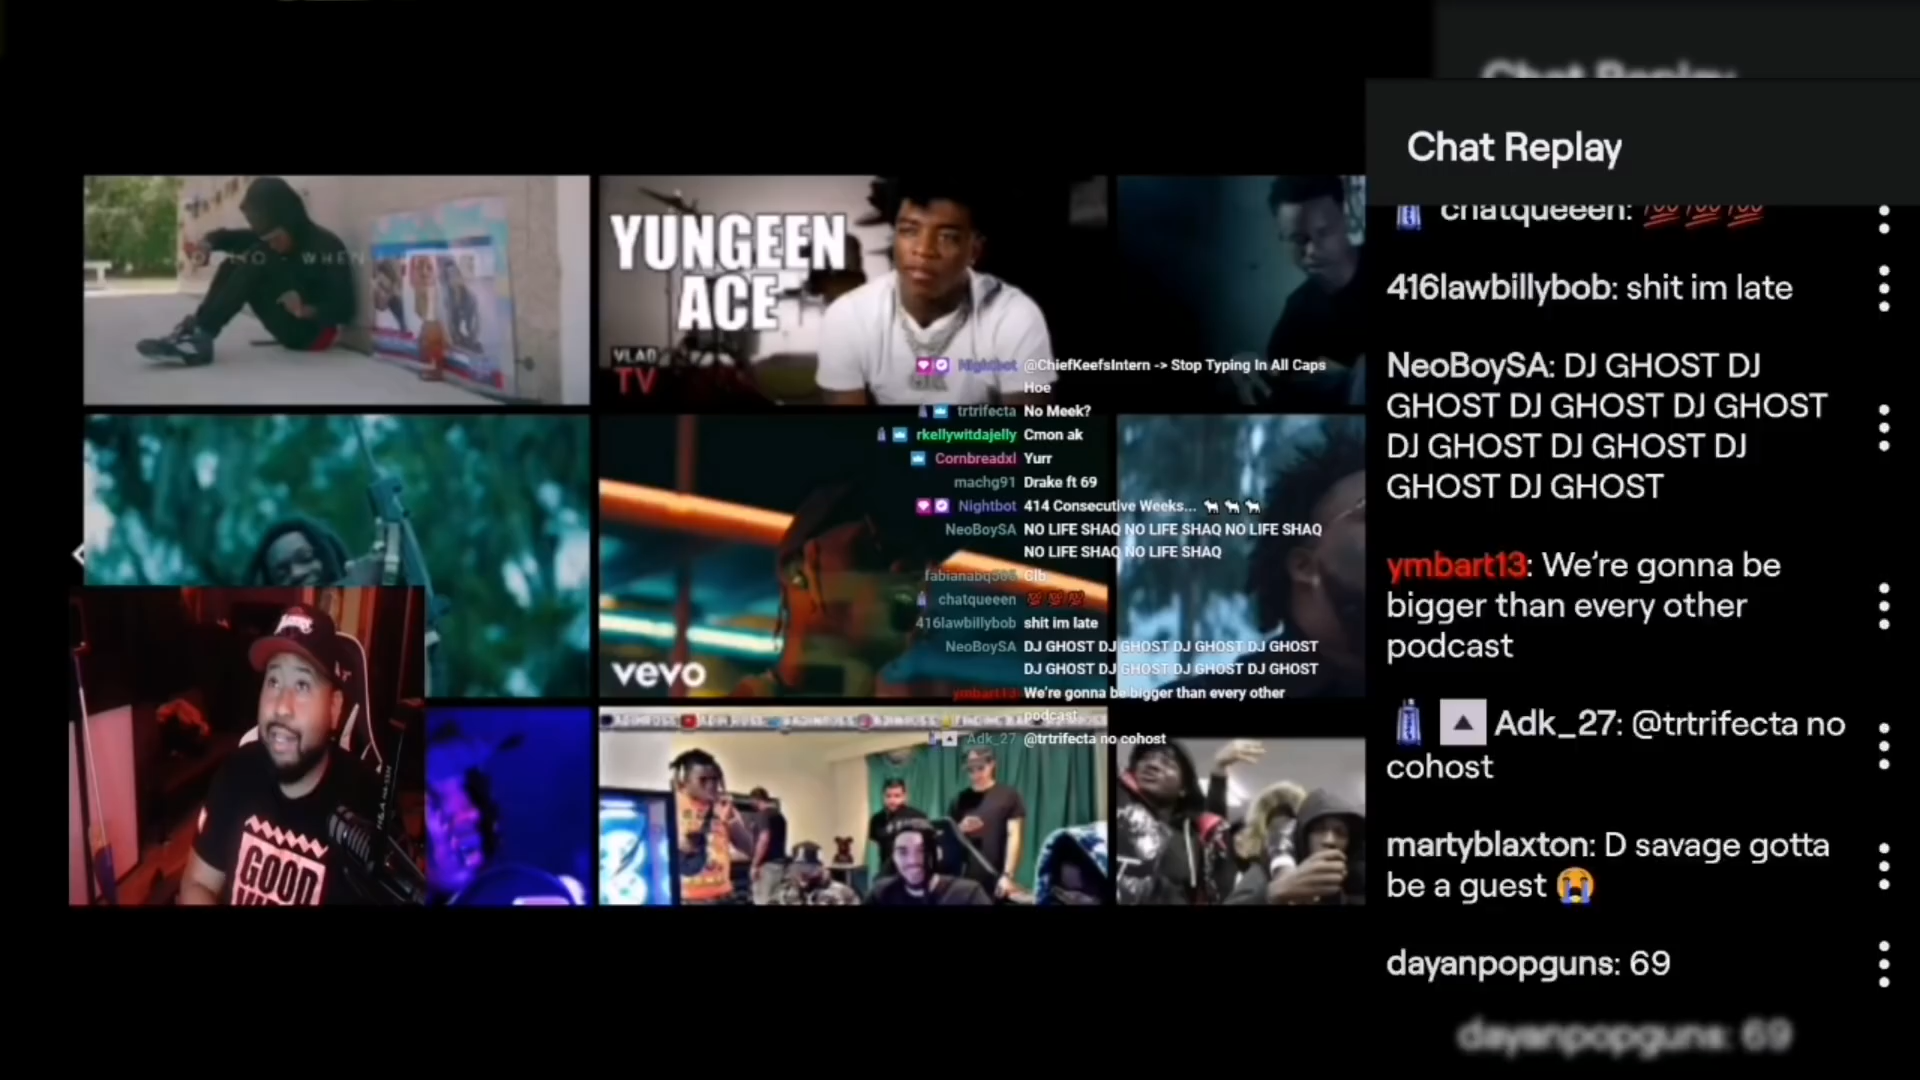 Chat Replay
chatqueeen: 💯💯💯
416lawbillybob: shit im late
NeoBoySA: DJ GHOST DJ
GHOST DJ GHOST DJ GHOST
DJ GHOST DJ GHOST DJ
GHOST DJ GHOST
ymbart13: We're gonna be
bigger than every other
podcast
Adk_27: @trtrifecta no
cohost
martyblaxton: D savage gotta
be a guest 😭
dayanpopguns: 69
dayanpopguns: 69
WHEN
YUNGEEN
ACE
VLAD
TV
Nightbot @ChiefKeefsIntern -> Stop Typing In All Caps
Hoe
trtrifecta No Meek?
rkellywitdajelly Cmon ak
Cornbreadxl Yurr
machg91 Drake ft 69
Nightbot 414 Consecutive Weeks... 🐪 🐪 🐪
NeoBoySA NO LIFE SHAQ NO LIFE SHAQ NO LIFE SHAQ
NO LIFE SHAQ NO LIFE SHAQ
Clb
chatqueeen 💯 💯 💯
416lawbillybob shit im late
NeoBoySA DJ GHOST DJ GHOST DJ GHOST DJ GHOST
DJ GHOST DJ GHOST DJ GHOST DJ GHOST
ymbart13 We're gonna be bigger than every other
podcast
Adk_27 @trtrifecta no cohost
vevo
GOOD